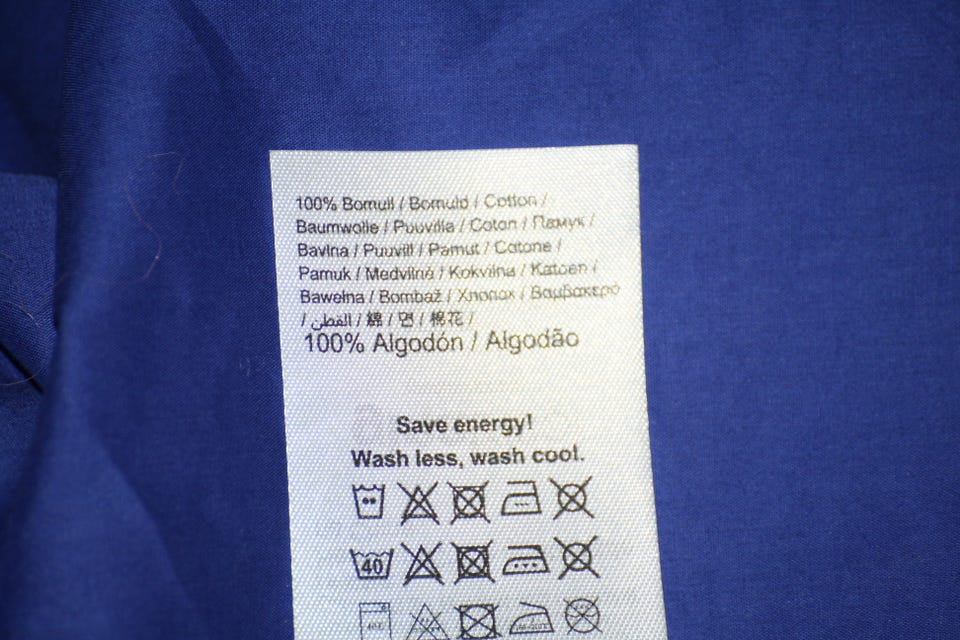 100% Bomull / Bomuld / Cotton /
Baumwolle / Puuvilla / Coton / Памук /
Bavlna / Puuvill / Pamut / Cotone /
Pamuk / Medvilnė / Kokvilna / Katoen /
Bawełna / Bombaž / Хлопок / Βαμβακερό
/ القطن / 綿 / 면 / 棉花 /
100% Algodón / Algodão
Save energy!
Wash less, wash cool.
40